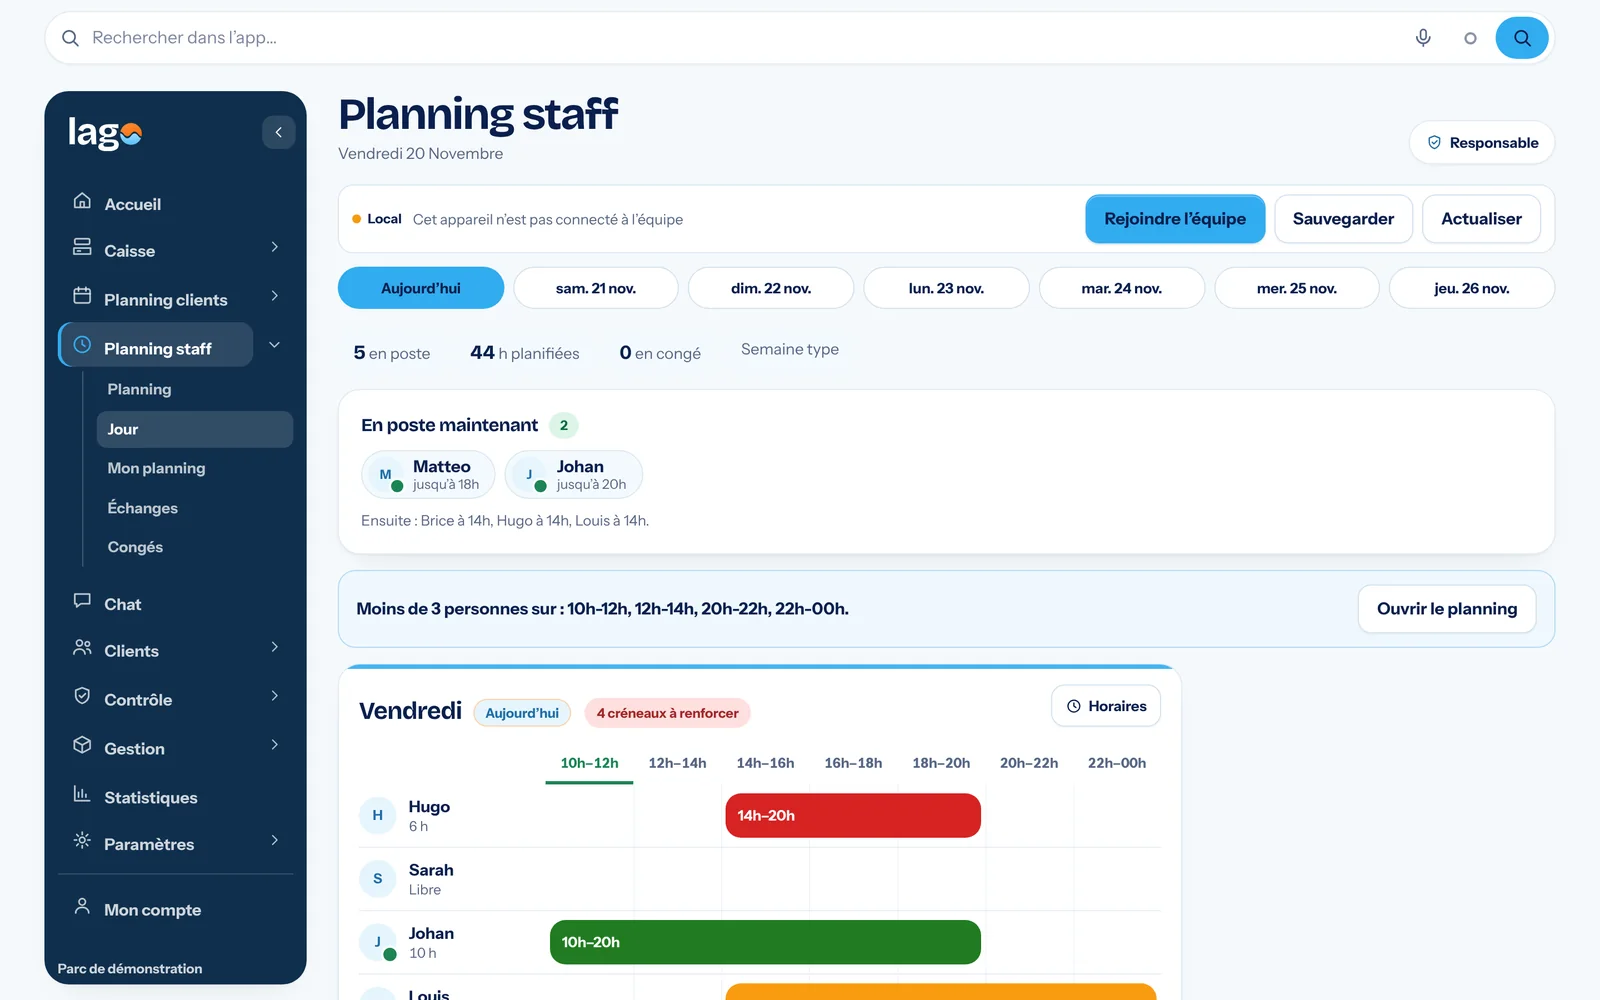 Rechercher dans l'app...
lago
Accueil
Caisse
Planning clients
Planning staff
Planning
Jour
Mon planning
Échanges
Congés
Chat
Clients
Contrôle
Gestion
Statistiques
Paramètres
Mon compte
Parc de démonstration
Planning staff
Vendredi 20 Novembre
Responsable
Local Cet appareil n'est pas connecté à l'équipe
Rejoindre l'équipe Sauvegarder Actualiser
Aujourd'hui sam. 21 nov. dim. 22 nov. lun. 23 nov. mar. 24 nov. mer. 25 nov. jeu. 26 nov.
5 en poste 44 h planifiées 0 en congé Semaine type
En poste maintenant 2
M Matteo
jusqu'à 18h
J Johan
jusqu'à 20h
Ensuite : Brice à 14h, Hugo à 14h, Louis à 14h.
Moins de 3 personnes sur : 10h-12h, 12h-14h, 20h-22h, 22h-00h.
Ouvrir le planning
Vendredi Aujourd'hui 4 créneaux à renforcer
Horaires
10h–12h 12h–14h 14h–16h 16h–18h 18h–20h 20h–22h 22h–00h
H Hugo
6 h
14h–20h
S Sarah
Libre
J Johan
10 h
10h–20h
Louis